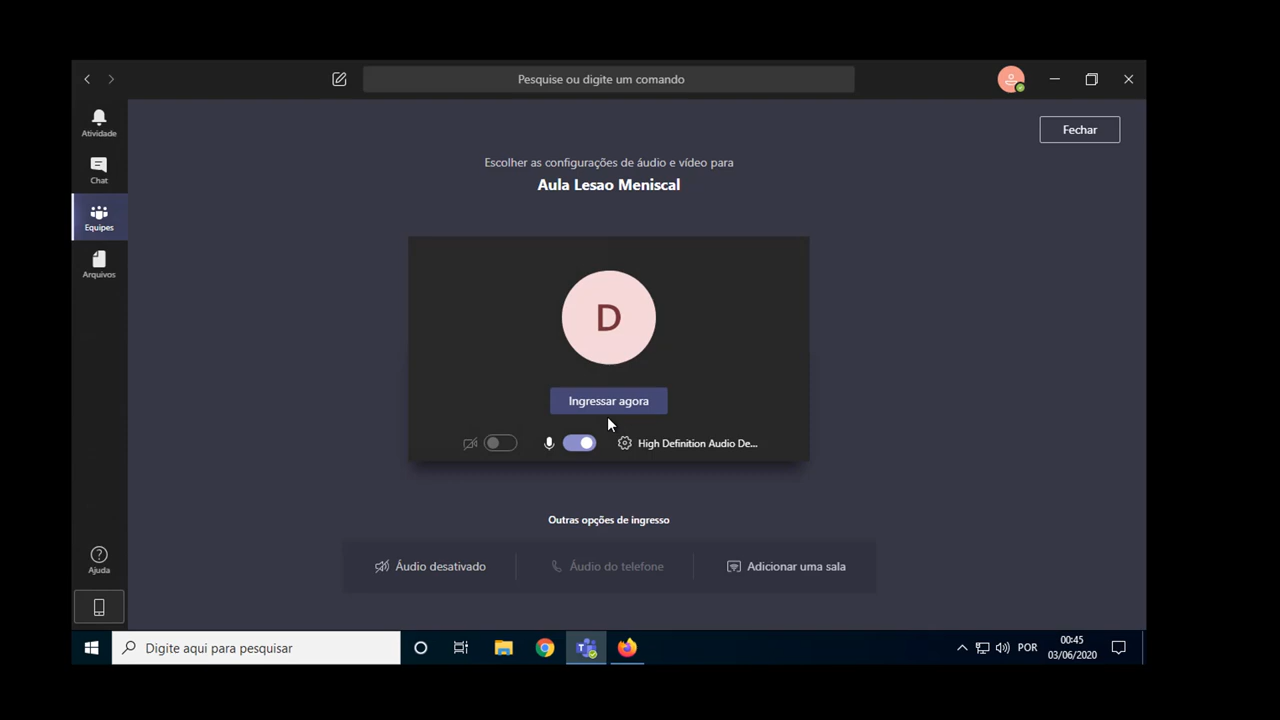 Pesquise ou digite um comando
Atividade
Chat
Equipes
Arquivos
Ajuda
Fechar
Escolher as configurações de áudio e vídeo para
Aula Lesao Meniscal
D
Ingressar agora
High Definition Audio De...
Outras opções de ingresso
Áudio desativado
Áudio do telefone
Adicionar uma sala
Digite aqui para pesquisar
POR
00:45
03/06/2020